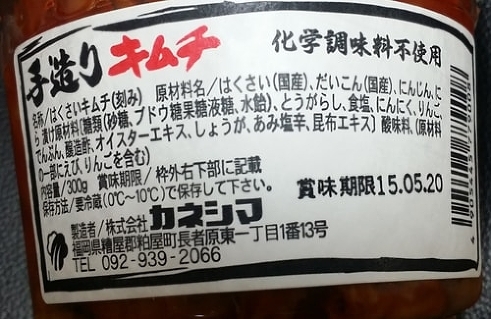 手造りキムチ
化学調味料不使用
名称/はくさいキムチ(刻み) 原材料名/はくさい(国産)、だいこん(国産)、にんじん、に
ら 漬け原材料[糖類(砂糖、ブドウ糖果糖液糖、水飴)、とうがらし、食塩、にんにく、りんご、
でんぷん、醸造酢、オイスターエキス、しょうが、あみ塩辛、昆布エキス]酸味料、(原材料
の一部にえび、りんごを含む)
内容量/300g 賞味期限/枠外右下部に記載
保存方法/要冷蔵(0℃〜10℃)で保存して下さい。
賞味期限15.05.20
製造者/株式会社カネシマ
福岡県糟屋郡粕屋町長者原東一丁目1番13号
TEL 092-939-2066